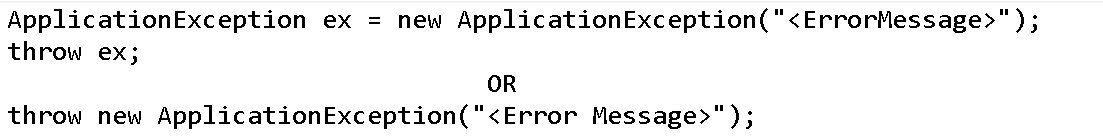 ApplicationException ex = new ApplicationException("<ErrorMessage>");
throw ex;
OR
throw new ApplicationException("<Error Message>");